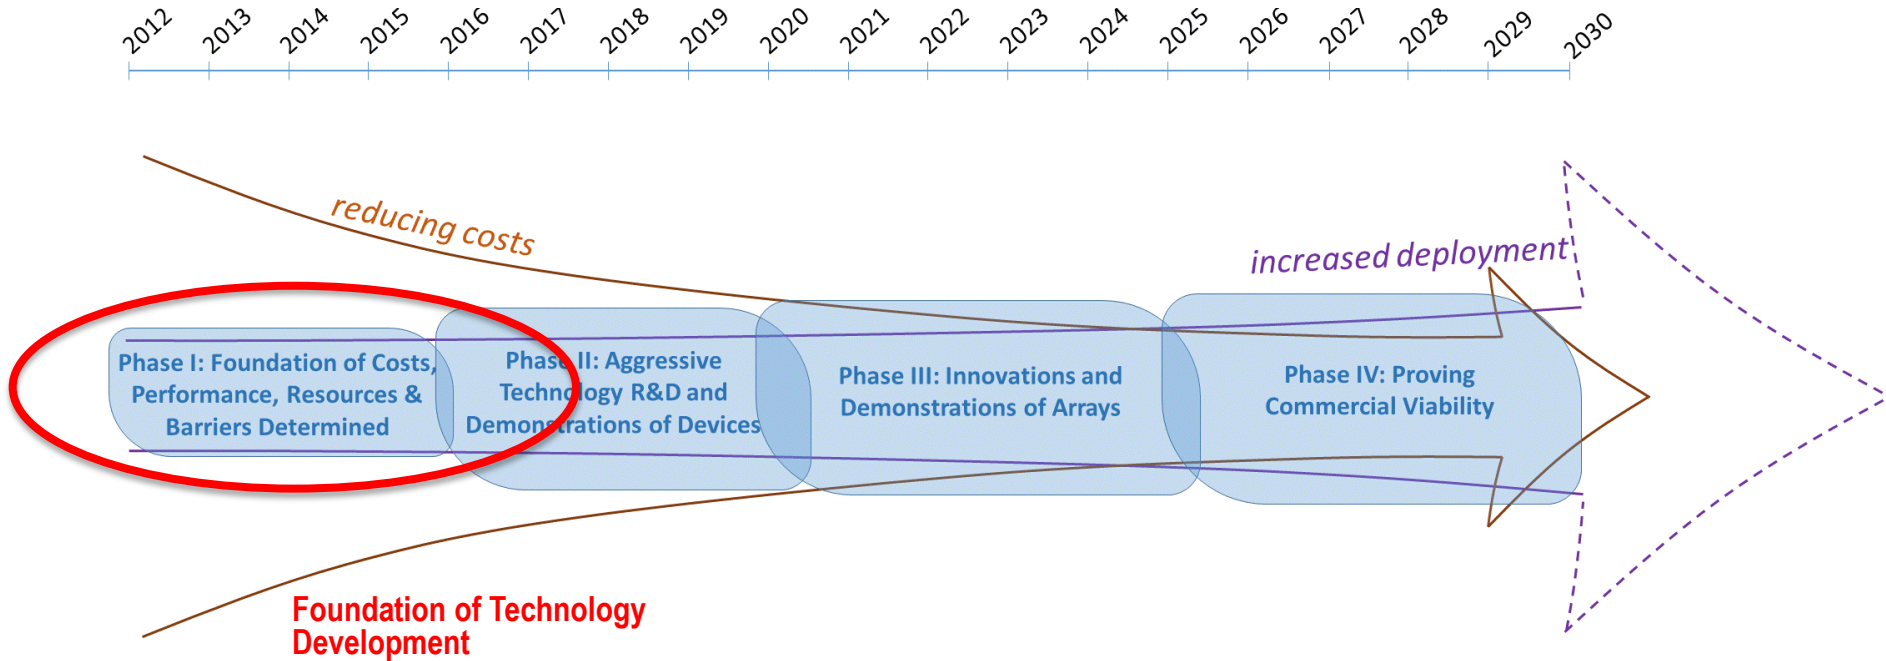 2012 2013 2014 2015 2016 2017 2018 2019 2020 2021 2022 2023 2024 2025 2026 2027 2028 2029 2030
reducing costs
increased deployment
Phase I: Foundation of Costs,
Performance, Resources &
Barriers Determined
Phase II: Aggressive
Technology R&D and
Demonstrations of Devices
Phase III: Innovations and
Demonstrations of Arrays
Phase IV: Proving
Commercial Viability
Foundation of Technology
Development